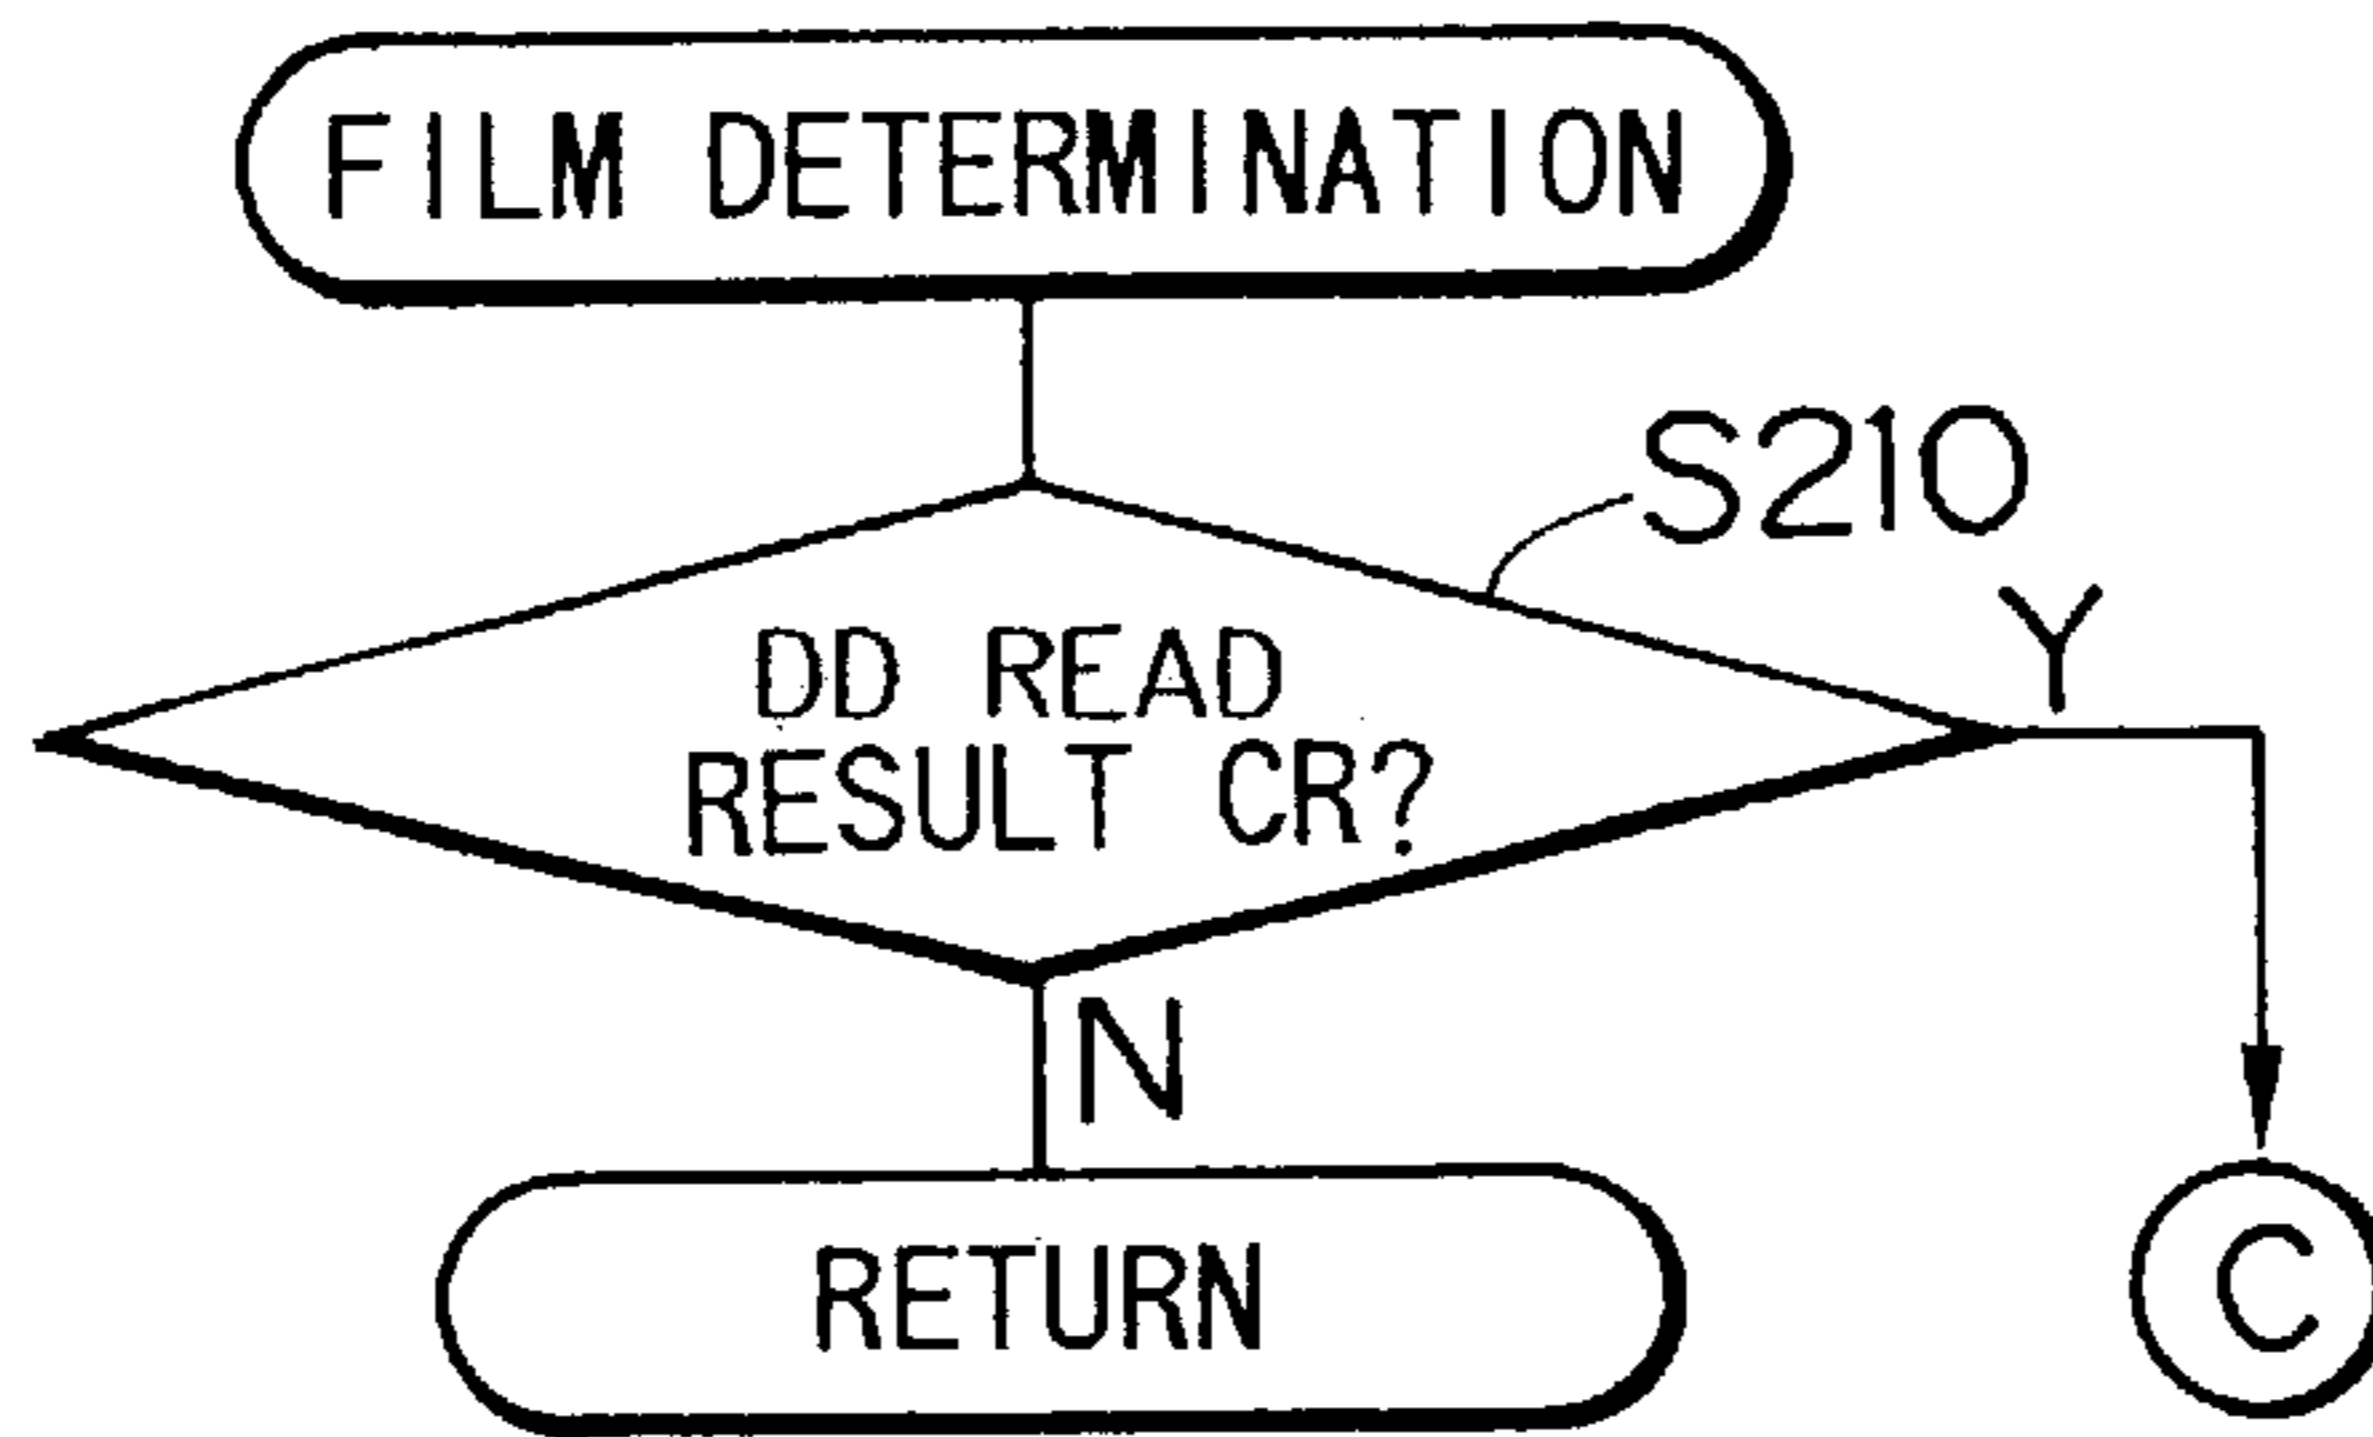 FILM DETERMINATION
S210
DD READ
RESULT CR?
Y
N
RETURN
C